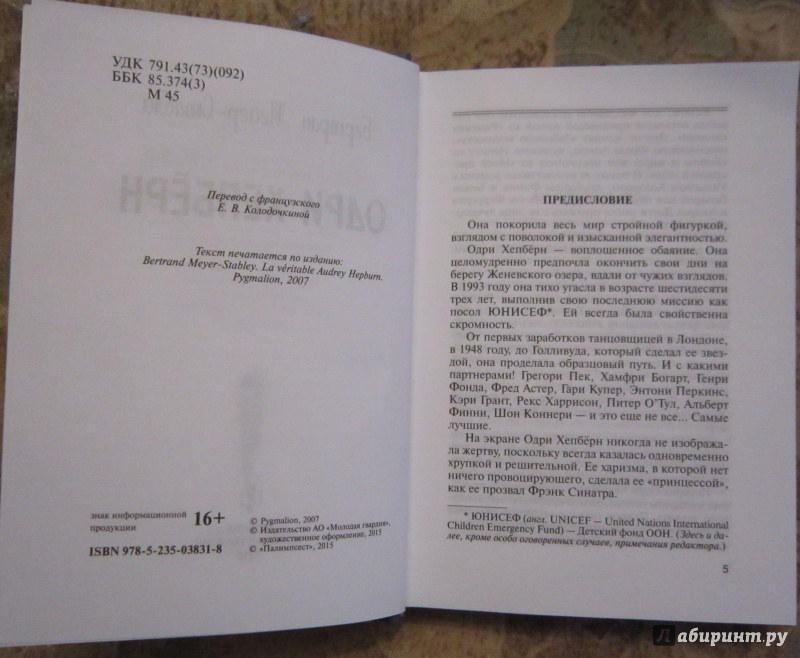 УДК 791.43(73)(092)
ББК 85.374(3)
М 45
Перевод с французского
Е. В. Колодочкиной
Текст печатается по изданию:
Bertrand Meyer-Stabley. La véritable Audrey Hepburn.
Pygmalion, 2007
знак информационной
продукции
16+
© Pygmalion, 2007
© Издательство АО «Молодая гвардия»,
художественное оформление, 2015
© «Палимпсест», 2015
ISBN 978-5-235-03831-8
ПРЕДИСЛОВИЕ
Она покорила весь мир стройной фигуркой,
взглядом с поволокой и изысканной элегантностью.
Одри Хепбёрн — воплощенное обаяние. Она
целомудренно предпочла окончить свои дни на
берегу Женевского озера, вдали от чужих взглядов.
В 1993 году она тихо угасла в возрасте шестидесяти
трех лет, выполнив свою последнюю миссию как
посол ЮНИСЕФ*. Ей всегда была свойственна
скромность.
От первых заработков танцовщицей в Лондоне,
в 1948 году, до Голливуда, который сделал ее звез-
дой, она проделала образцовый путь. И с какими
партнерами! Грегори Пек, Хамфри Богарт, Генри
Фонда, Фред Астер, Гари Купер, Энтони Перкинс,
Кэри Грант, Рекс Харрисон, Питер О'Тул, Альберт
Финни, Шон Коннери — и это еще не все... Самые
лучшие.
На экране Одри Хепбёрн никогда не изобража-
ла жертву, поскольку всегда казалась одновременно
хрупкой и решительной. Ее харизма, в которой нет
ничего провоцирующего, сделала ее «принцессой»,
как ее прозвал Фрэнк Синатра.
* ЮНИСЕФ (англ. UNICEF — United Nations International
Children Emergency Fund) — Детский фонд ООН. (Здесь и да-
лее, кроме особо оговоренных случаев, примечания редактора.)
5
лабиринт.ру